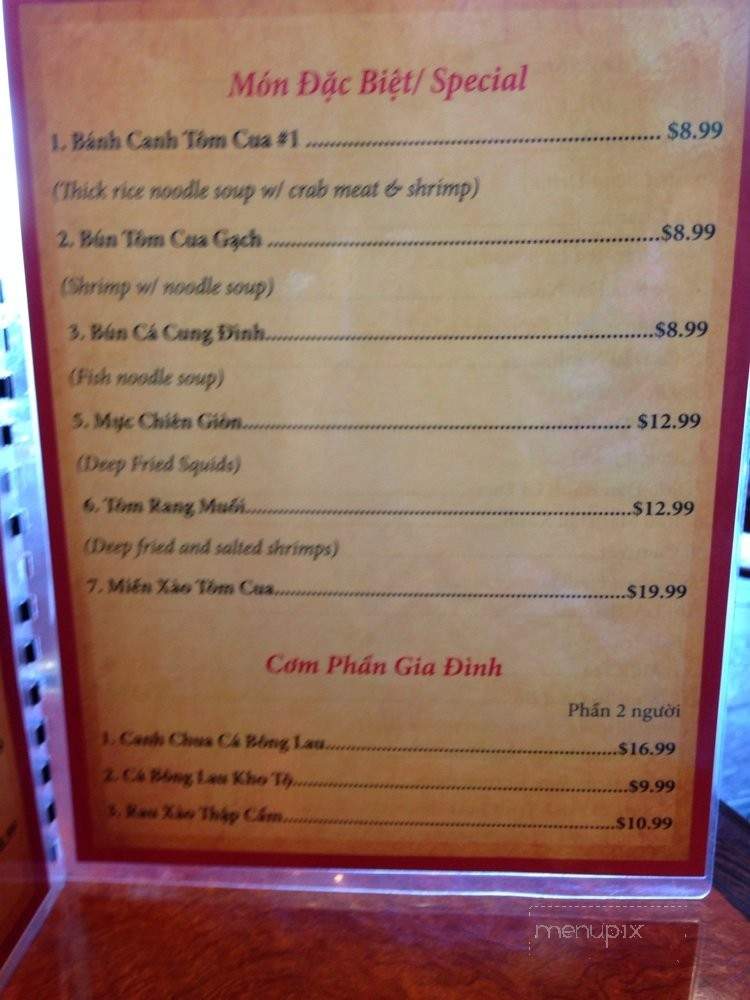 Món Đặc Biệt/ Special
1. Bánh Canh Tôm Cua #1 ........ $8.99
(Thick rice noodle soup w/ crab meat & shrimp)
2. Bún Tôm Cua Gạch ........$8.99
(Shrimp w/ noodle soup)
3. Bún Cá Cung Đình........$8.99
(Fish noodle soup)
5. Mực Chiên Giòn........ $12.99
(Deep Fried Squids)
6. Tôm Rang Muối........$12.99
(Deep fried and salted shrimps)
7. Miến Xào Tôm Cua........$19.99
Cơm Phần Gia Đình
Phần 2 người
1. Canh Chua Cá Bông Lau........$16.99
2. Cá Bông Lau Kho Tộ........$9.99
3. Rau Xào Thập Cẩm........$10.99
menupix